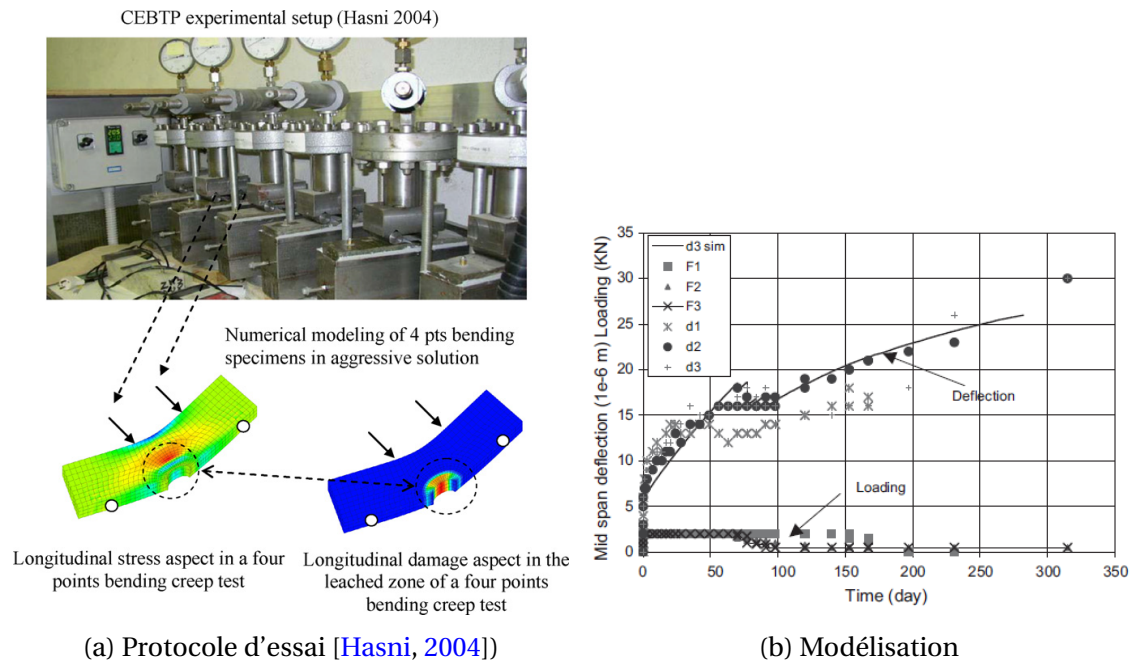 CEBTP experimental setup (Hasni 2004)
Numerical modeling of 4 pts bending
specimens in aggressive solution
Longitudinal stress aspect in a four
points bending creep test
Longitudinal damage aspect in the
leached zone of a four points
bending creep test
(a) Protocole d'essai [Hasni, 2004])
Mid span deflection (1e-6 m) Loading (KN)
35
30
25
20
15
10
5
0
d3 sim
F1
F2
F3
d1
d2
d3
Deflection
Loading
0
50
100
150
200
250
300
350
Time (day)
(b) Modélisation